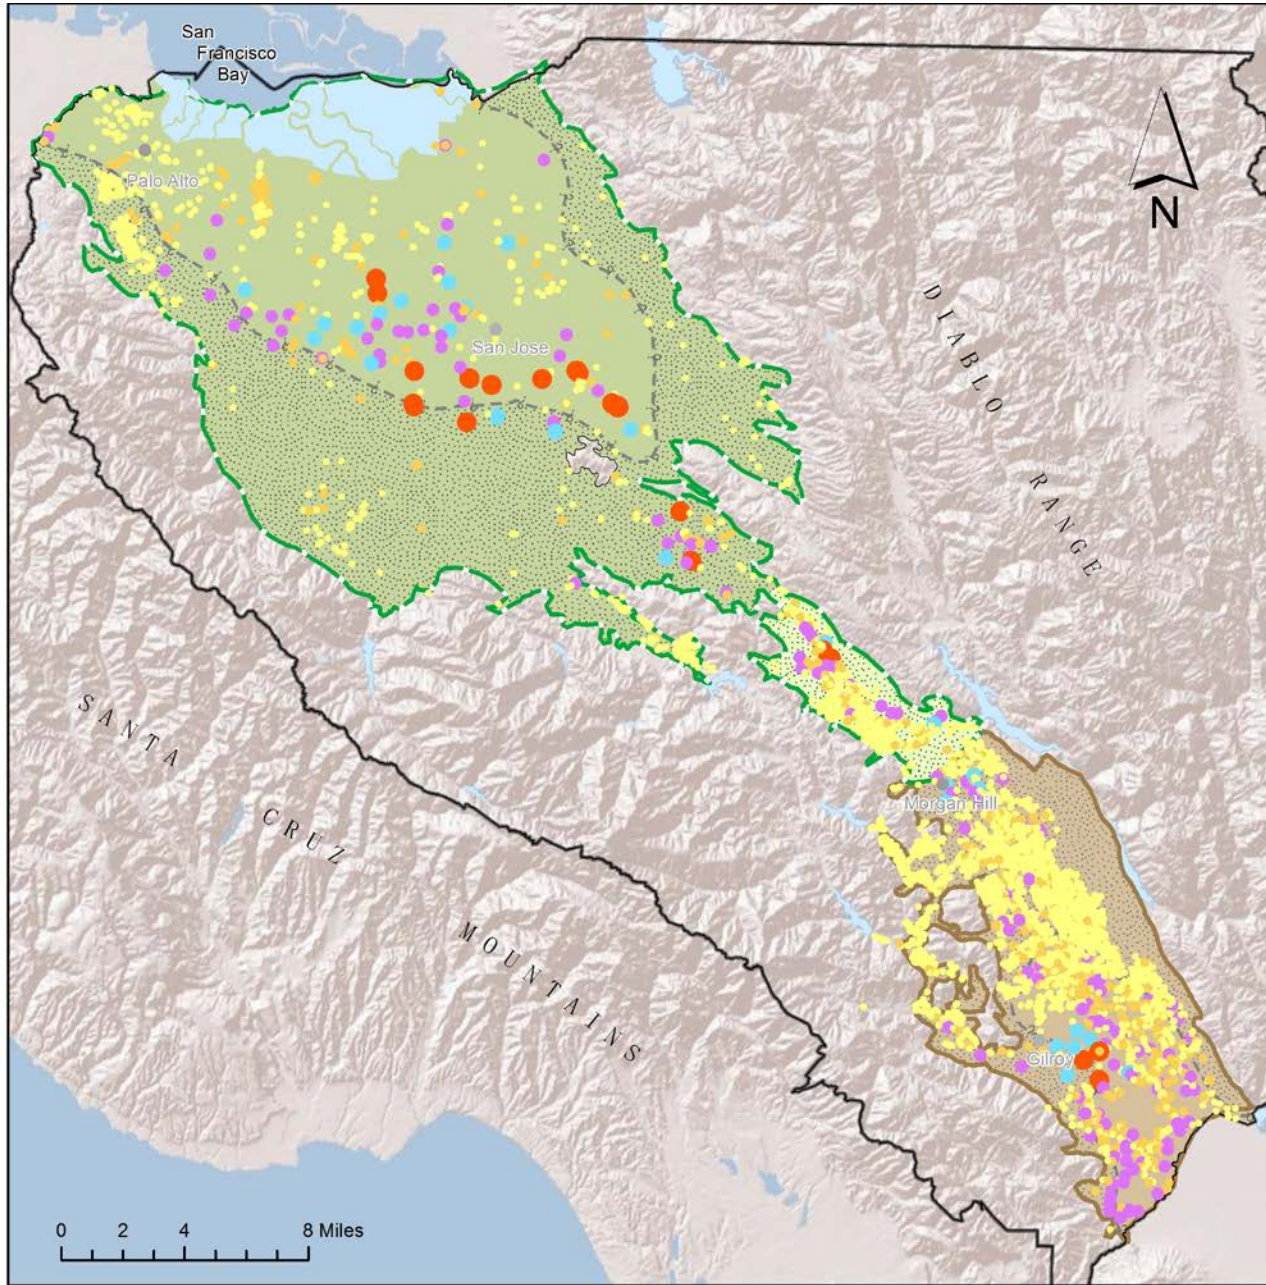 San
Francisco
Bay
N
Palo Alto
San Jose
DIABLO
RANGE
SANTA
CRUZ
MOUNTAINS
Morgan Hill
Gilroy
0 2 4 8 Miles